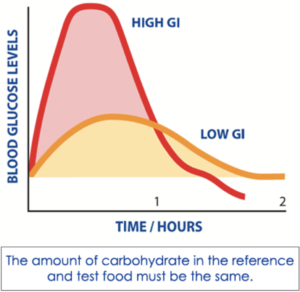 HIGH GI
LOW GI
BLOOD GLUCOSE LEVELS
1
2
TIME / HOURS
The amount of carbohydrate in the reference
and test food must be the same.